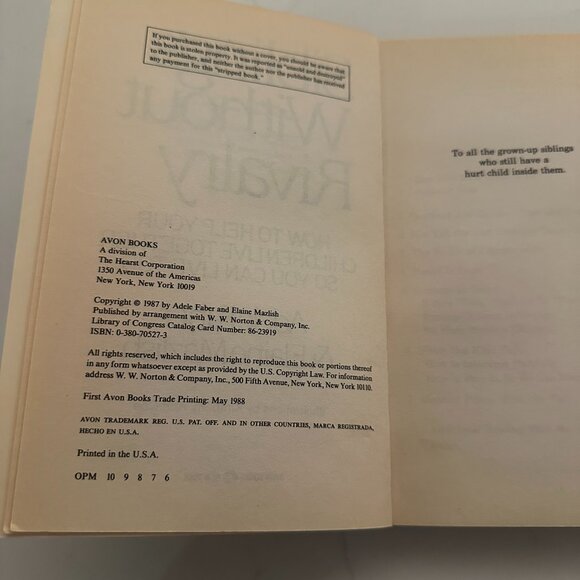 If you purchased this book without a cover, you should be aware that
this book is stolen property. It was reported as "unsold and destroyed"
to the publisher, and neither the author nor the publisher has received
any payment for this "stripped book."
Without
Rivalry
HOW TO HELP YOUR
AVON BOOKS
A division of
The Hearst Corporation
1350 Avenue of the Americas
New York, New York 10019
Copyright © 1987 by Adele Faber and Elaine Mazlish
Published by arrangement with W. W. Norton & Company, Inc.
Library of Congress Catalog Card Number: 86-23919
ISBN: 0-380-70527-3
All rights reserved, which includes the right to reproduce this book or portions thereof
in any form whatsoever except as provided by the U.S. Copyright Law. For information
address W. W. Norton & Company, Inc., 500 Fifth Avenue, New York, New York 10110.
First Avon Books Trade Printing: May 1988
AVON TRADEMARK REG. U.S. PAT. OFF. AND IN OTHER COUNTRIES, MARCA REGISTRADA,
HECHO EN U.S.A.
Printed in the U.S.A.
OPM 10 9 8 7 6
To all the grown-up siblings
who still have a
hurt child inside them.